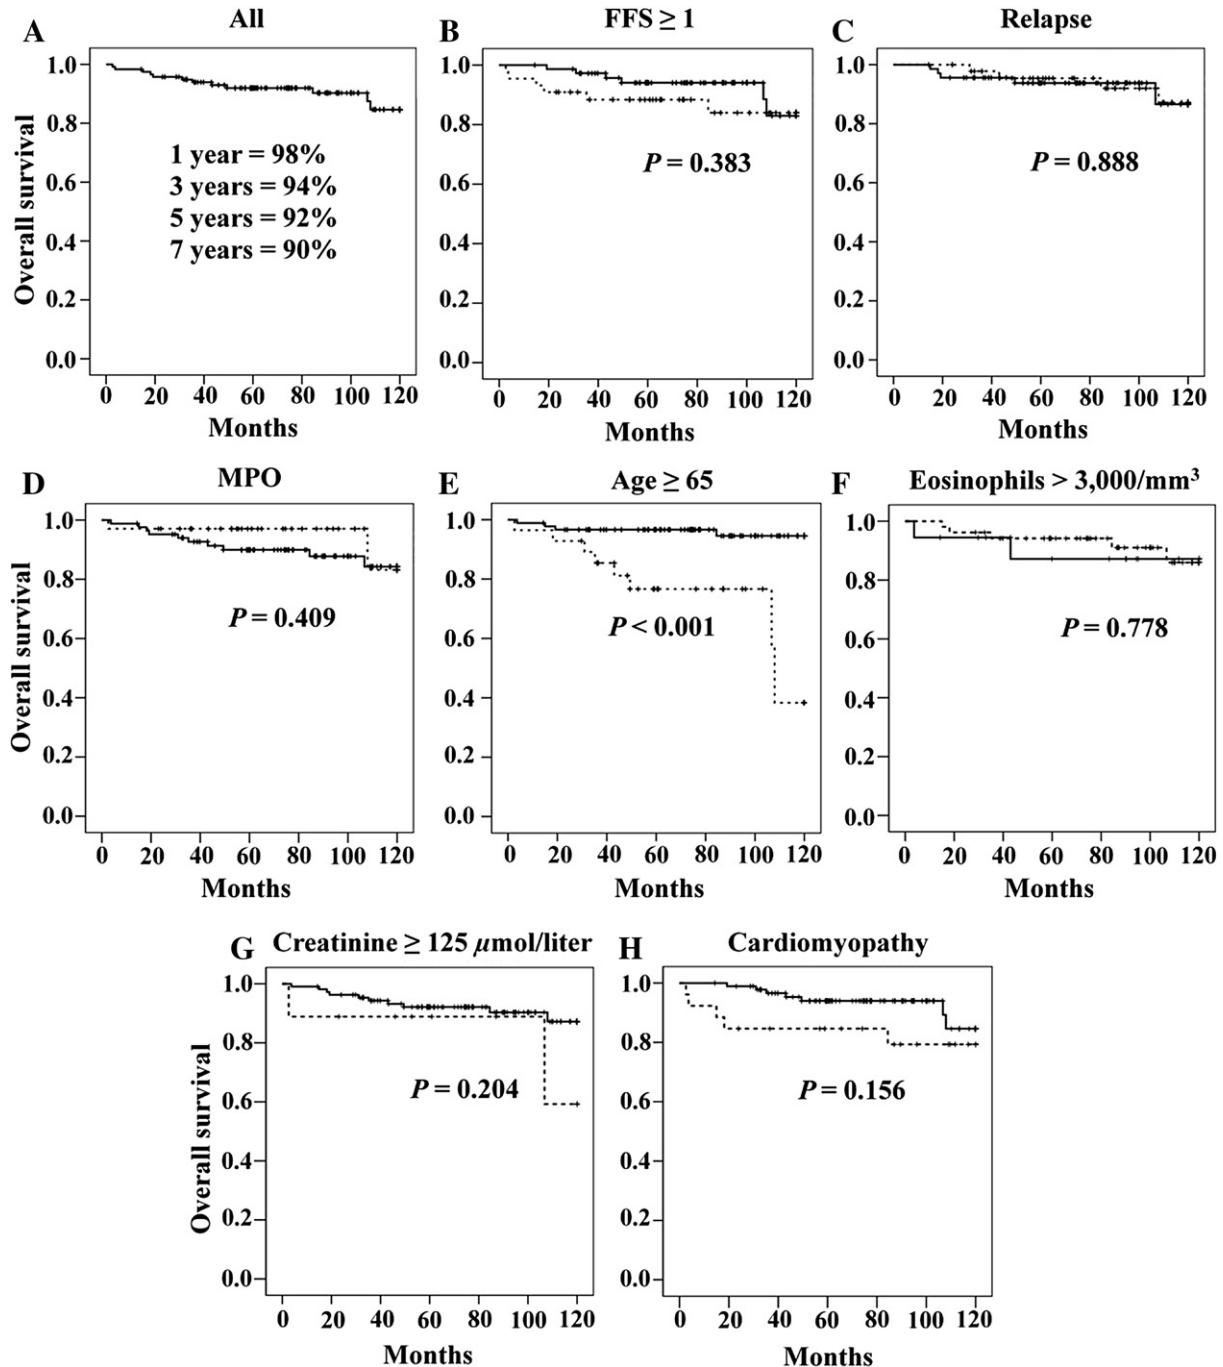 A All
Overall survival
1.0
0.8
0.6
0.4
0.2
0.0
1 year = 98%
3 years = 94%
5 years = 92%
7 years = 90%
0 20 40 60 80 100 120
Months
B FFS ≥ 1
1.0
0.8
0.6
0.4
0.2
0.0
P = 0.383
0 20 40 60 80 100 120
Months
C Relapse
1.0
0.8
0.6
0.4
0.2
0.0
P = 0.888
0 20 40 60 80 100 120
Months
D MPO
Overall survival
1.0
0.8
0.6
0.4
0.2
0.0
P = 0.409
0 20 40 60 80 100 120
Months
E Age ≥ 65
1.0
0.8
0.6
0.4
0.2
0.0
P < 0.001
0 20 40 60 80 100 120
Months
F Eosinophils > 3,000/mm³
1.0
0.8
0.6
0.4
0.2
0.0
P = 0.778
0 20 40 60 80 100 120
Months
G Creatinine ≥ 125 μmol/liter
Overall survival
1.0
0.8
0.6
0.4
0.2
0.0
P = 0.204
0 20 40 60 80 100 120
Months
H Cardiomyopathy
1.0
0.8
0.6
0.4
0.2
0.0
P = 0.156
0 20 40 60 80 100 120
Months